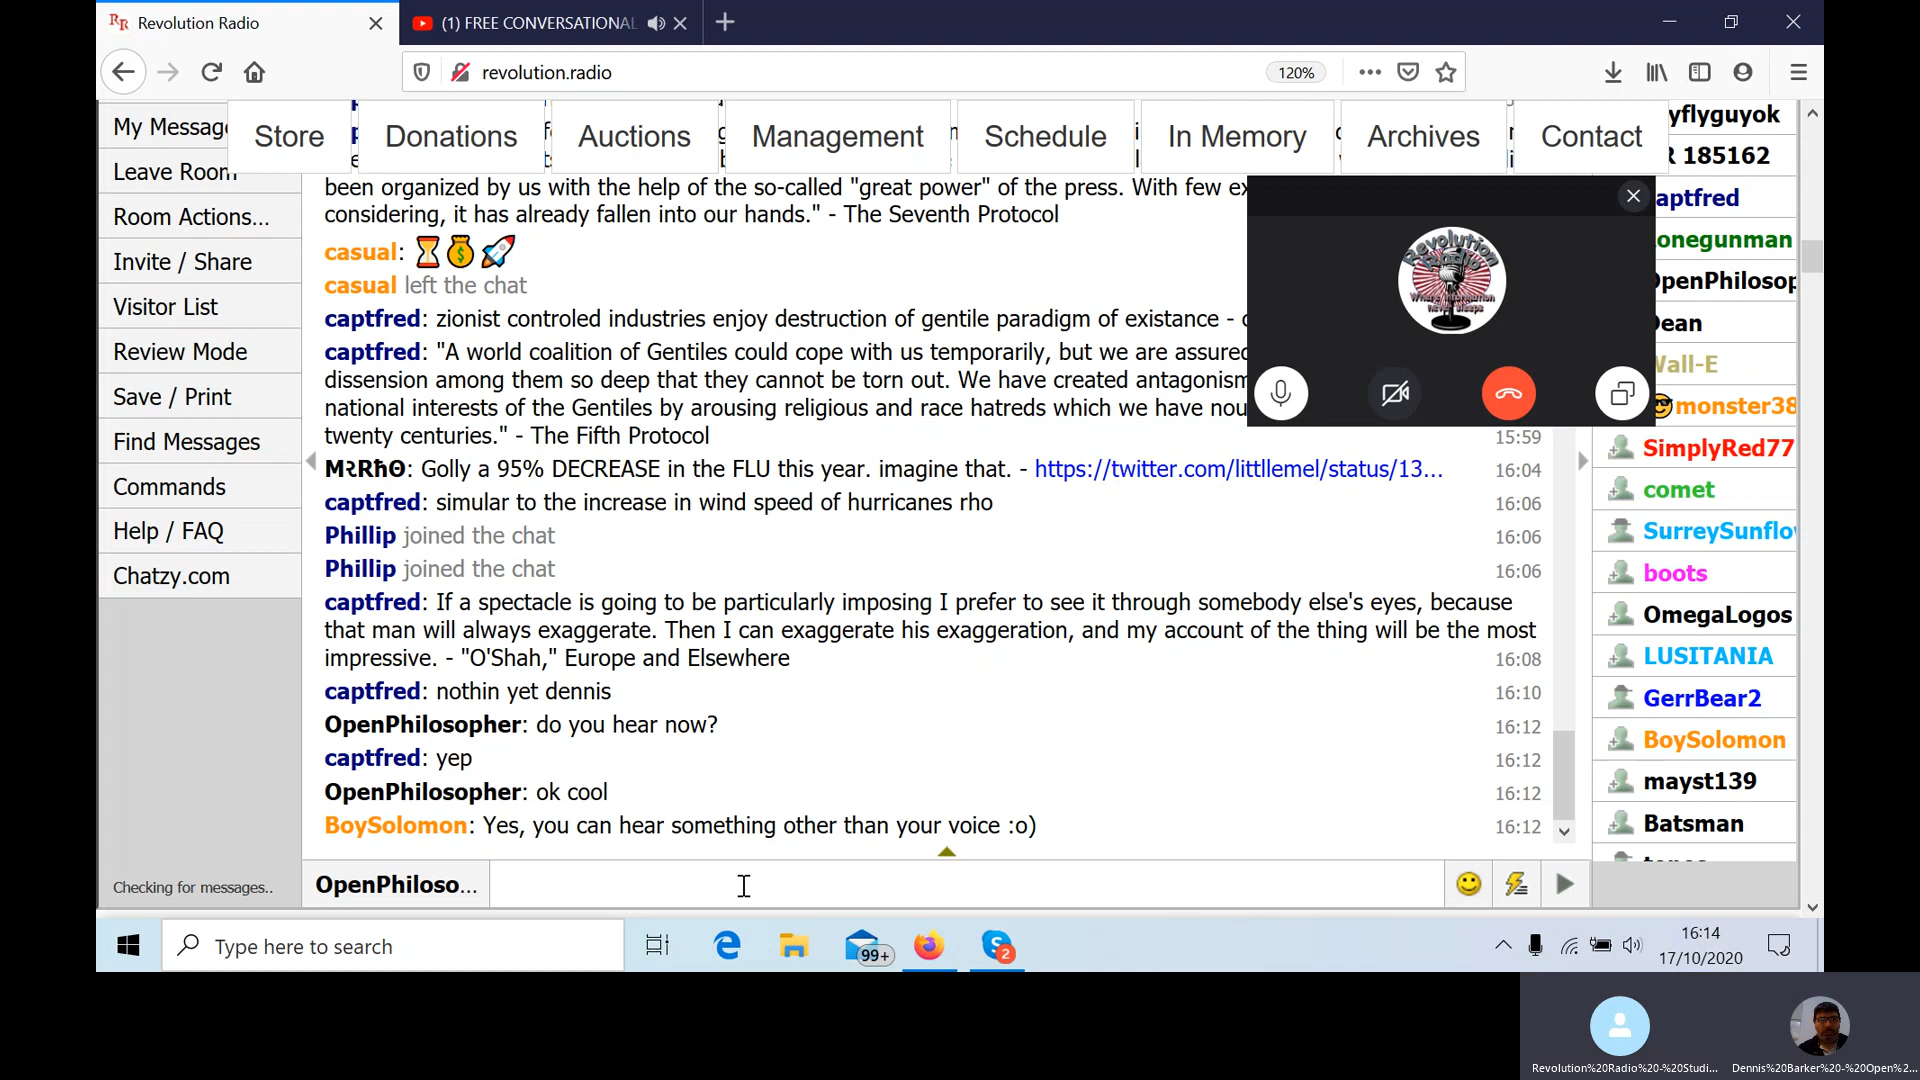 Revolution Radio
(1) FREE CONVERSATIONAL
revolution.radio
120%
Store
Donations
Auctions
Management
Schedule
In Memory
Archives
Contact
My Messag
Leave Room
Room Actions...
Invite / Share
Visitor List
Review Mode
Save / Print
Find Messages
Commands
Help / FAQ
Chatzy.com
Checking for messages..
been organized by us with the help of the so-called "great power" of the press. With few ex
considering, it has already fallen into our hands." - The Seventh Protocol
casual: ⏳💰🚀
casual left the chat
captfred: zionist controled industries enjoy destruction of gentile paradigm of existance - c
captfred: "A world coalition of Gentiles could cope with us temporarily, but we are assured
dissension among them so deep that they cannot be torn out. We have created antagonism
national interests of the Gentiles by arousing religious and race hatreds which we have nou
twenty centuries." - The Fifth Protocol 15:59
MշRħʘ: Golly a 95% DECREASE in the FLU this year. imagine that. - https://twitter.com/littllemel/status/13... 16:04
captfred: simular to the increase in wind speed of hurricanes rho 16:06
Phillip joined the chat 16:06
Phillip joined the chat 16:06
captfred: If a spectacle is going to be particularly imposing I prefer to see it through somebody else's eyes, because
that man will always exaggerate. Then I can exaggerate his exaggeration, and my account of the thing will be the most
impressive. - "O'Shah," Europe and Elsewhere 16:08
captfred: nothin yet dennis 16:10
OpenPhilosopher: do you hear now? 16:12
captfred: yep 16:12
OpenPhilosopher: ok cool 16:12
BoySolomon: Yes, you can hear something other than your voice :o) 16:12
OpenPhiloso...
Revolution Radio
Where information never sleeps
yflyguyok
R 185162
aptfred
onegunman
OpenPhilosop
Dean
Wall-E
monster38
SimplyRed77
comet
SurreySunflo
boots
OmegaLogos
LUSITANIA
GerrBear2
BoySolomon
mayst139
Batsman
Type here to search
99+
2
16:14
17/10/2020
Revolution%20Radio%20-%20Studi...
Dennis%20Barker%20-%20Open%2...